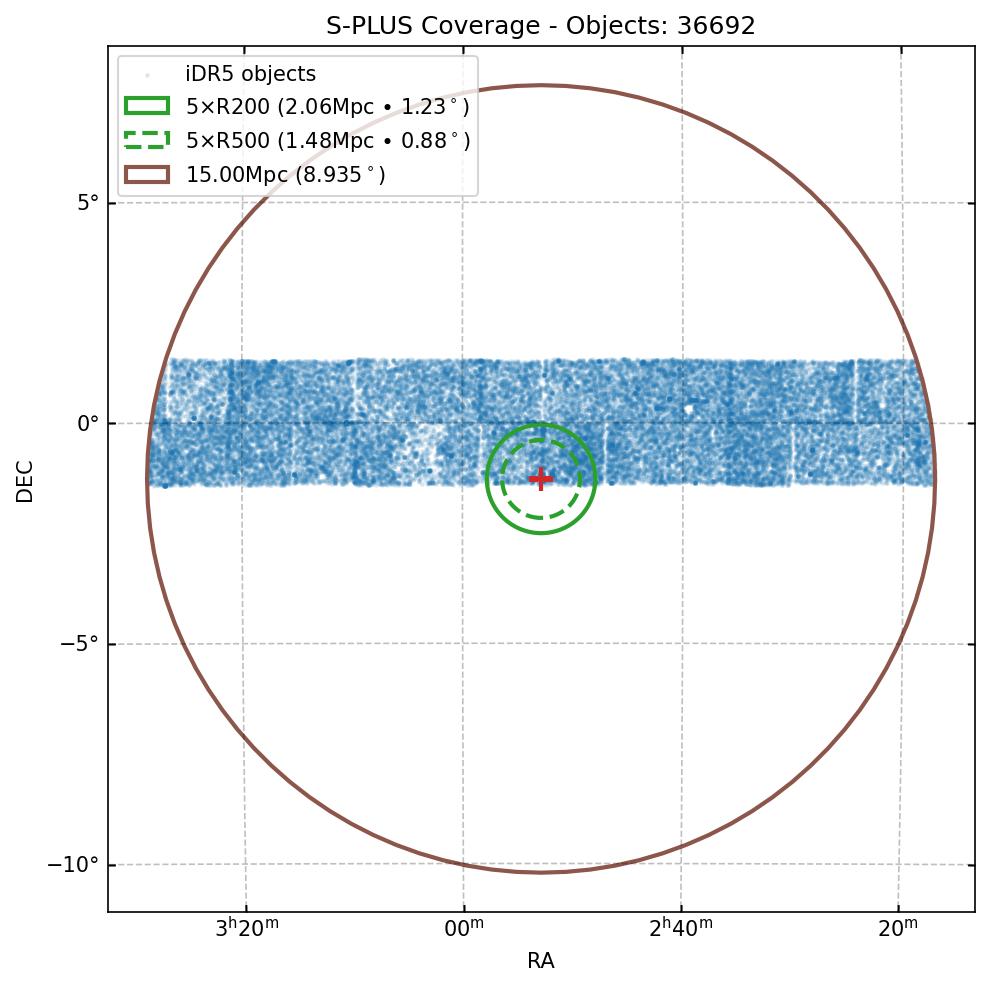 S-PLUS Coverage - Objects: 36692
iDR5 objects
5×R200 (2.06Mpc • 1.23°)
5×R500 (1.48Mpc • 0.88°)
15.00Mpc (8.935°)
5°
0°
−5°
−10°
DEC
3ʰ20ᵐ 00ᵐ 2ʰ40ᵐ 20ᵐ
RA